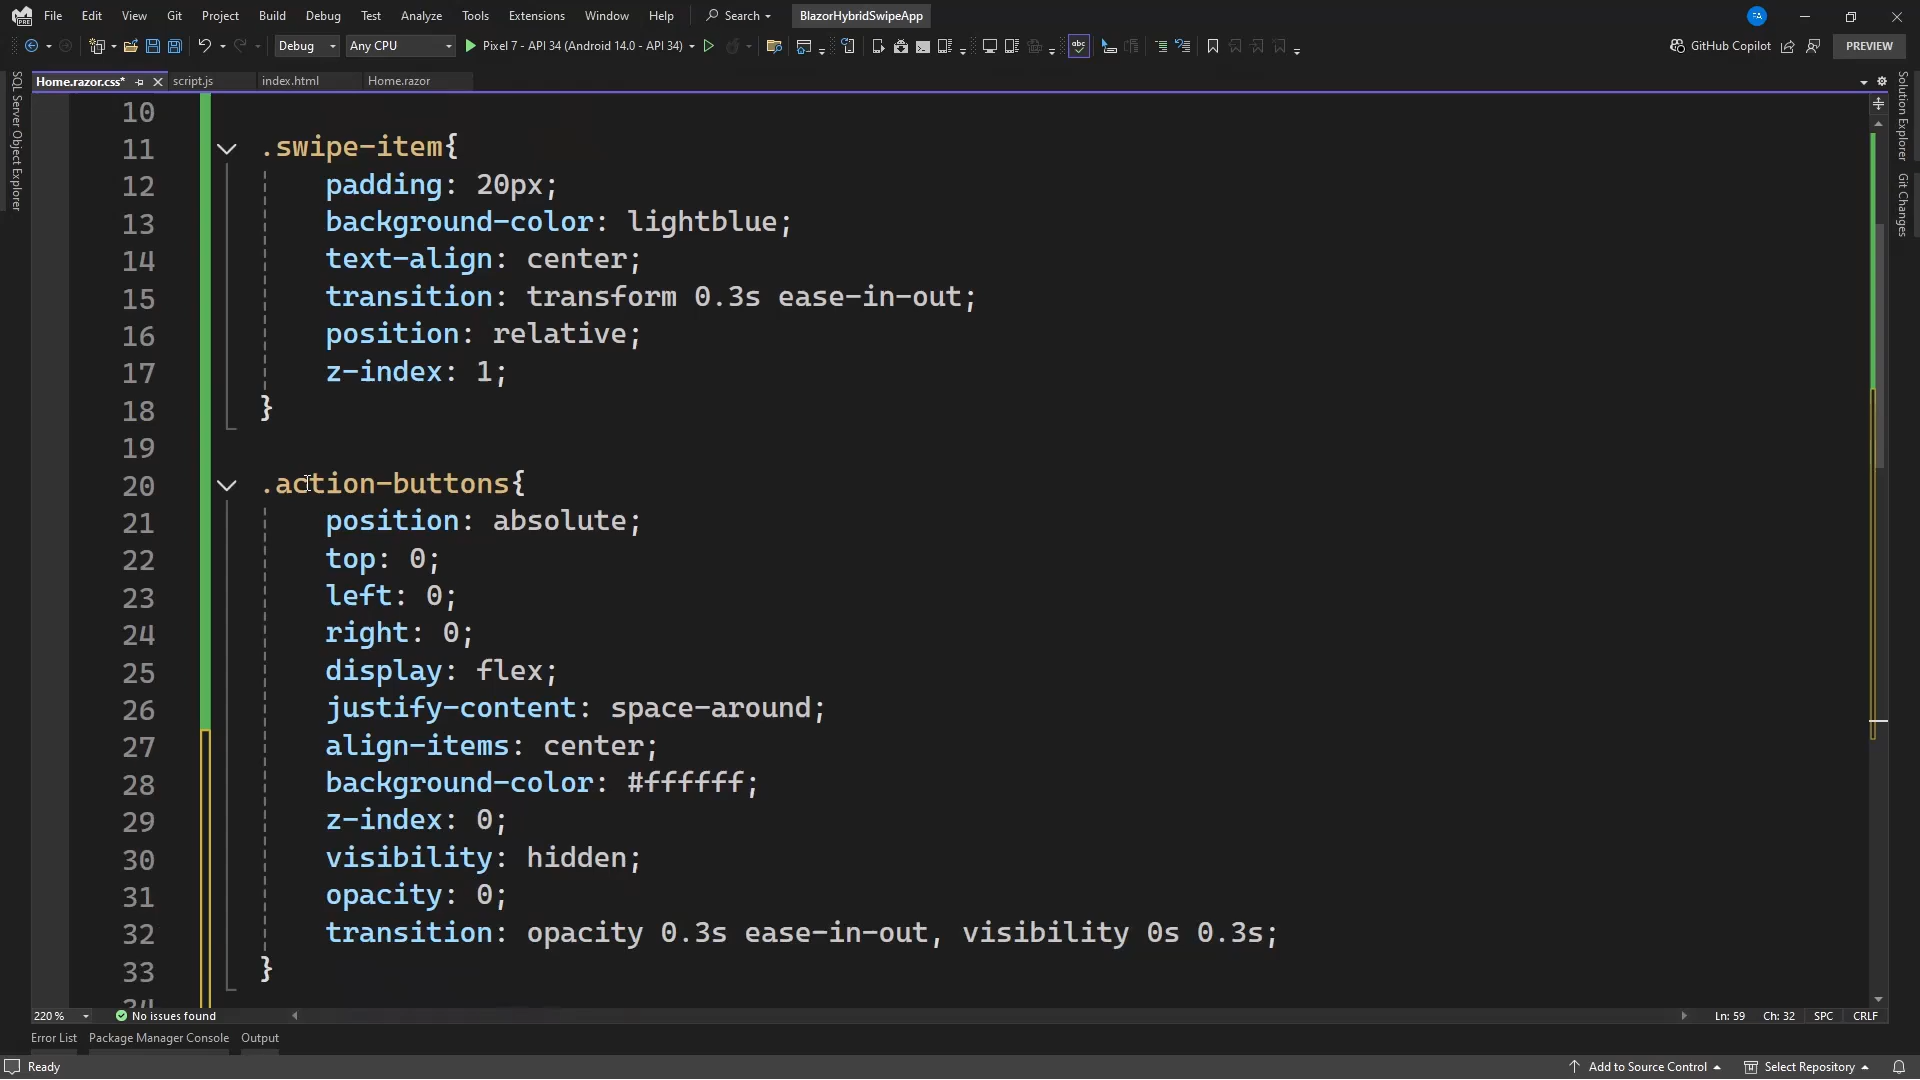 File Edit View Git Project Build Debug Test Analyze Tools Extensions Window Help Search BlazorHybridSwipeApp FA
Debug Any CPU Pixel 7 - API 34 (Android 14.0 - API 34) abc GitHub Copilot PREVIEW
Home.razor.css* script.js index.html Home.razor
SQL Server Object Explorer
Solution Explorer
Git Changes
10
11 .swipe-item{
12 padding: 20px;
13 background-color: lightblue;
14 text-align: center;
15 transition: transform 0.3s ease-in-out;
16 position: relative;
17 z-index: 1;
18 }
19
20 .action-buttons{
21 position: absolute;
22 top: 0;
23 left: 0;
24 right: 0;
25 display: flex;
26 justify-content: space-around;
27 align-items: center;
28 background-color: #ffffff;
29 z-index: 0;
30 visibility: hidden;
31 opacity: 0;
32 transition: opacity 0.3s ease-in-out, visibility 0s 0.3s;
33 }
34
220 % No issues found Ln: 59 Ch: 32 SPC CRLF
Error List Package Manager Console Output
Ready Add to Source Control Select Repository